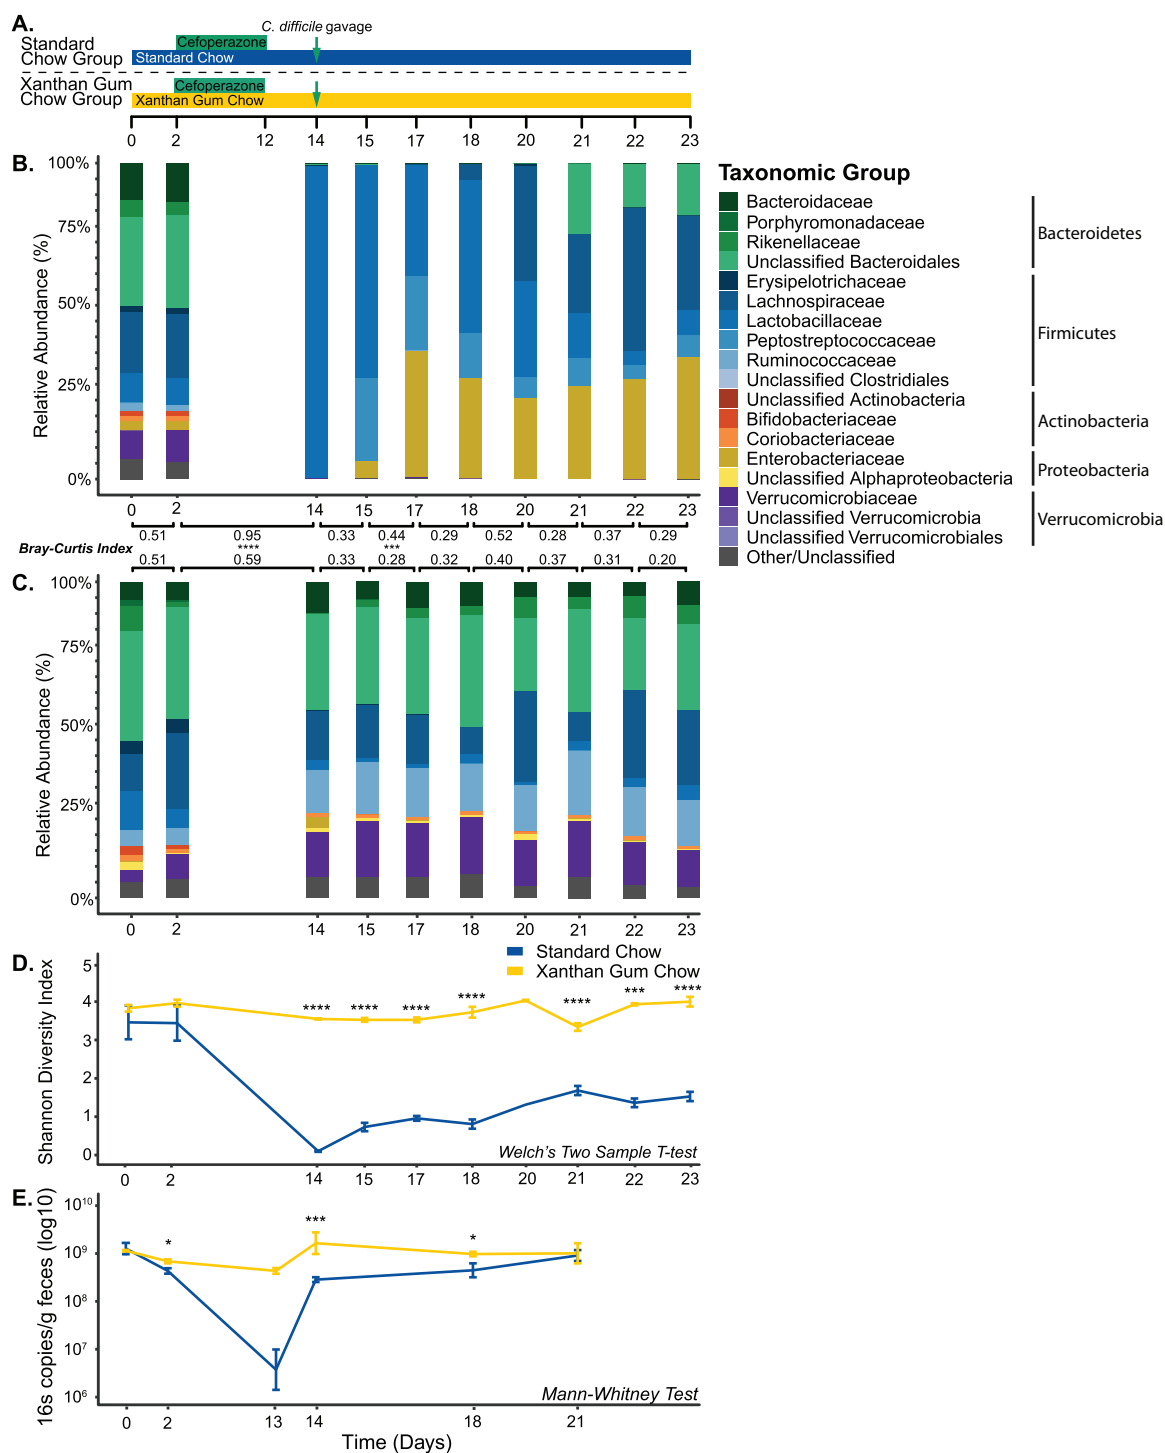 A.
C. difficile gavage
Standard
Chow Group
Cefoperazone
Standard Chow
Xanthan Gum
Chow Group
Cefoperazone
Xanthan Gum Chow
0 2 12 14 15 17 18 20 21 22 23
B.
Relative Abundance (%)
100%
75%
50%
25%
0%
0 2 14 15 17 18 20 21 22 23
Taxonomic Group
Bacteroidaceae
Porphyromonadaceae
Rikenellaceae
Unclassified Bacteroidales
Bacteroidetes
Erysipelotrichaceae
Lachnospiraceae
Lactobacillaceae
Peptostreptococcaceae
Ruminococcaceae
Unclassified Clostridiales
Firmicutes
Unclassified Actinobacteria
Bifidobacteriaceae
Coriobacteriaceae
Actinobacteria
Enterobacteriaceae
Unclassified Alphaproteobacteria
Proteobacteria
Verrucomicrobiaceae
Unclassified Verrucomicrobia
Unclassified Verrucomicrobiales
Verrucomicrobia
Other/Unclassified
0.51 0.95 0.33 0.44 0.29 0.52 0.28 0.37 0.29
Bray-Curtis Index **** ***
0.51 0.59 0.33 0.28 0.32 0.40 0.37 0.31 0.20
C.
Relative Abundance (%)
100%
75%
50%
25%
0%
0 2 14 15 17 18 20 21 22 23
D.
Standard Chow
Xanthan Gum Chow
Shannon Diversity Index
5
4
3
2
1
0
**** **** **** **** **** *** ****
Welch's Two Sample T-test
0 2 14 15 17 18 20 21 22 23
E.
16s copies/g feces (log10)
10¹⁰
10⁹
10⁸
10⁷
10⁶
* *** *
Mann-Whitney Test
0 2 13 14 18 21
Time (Days)